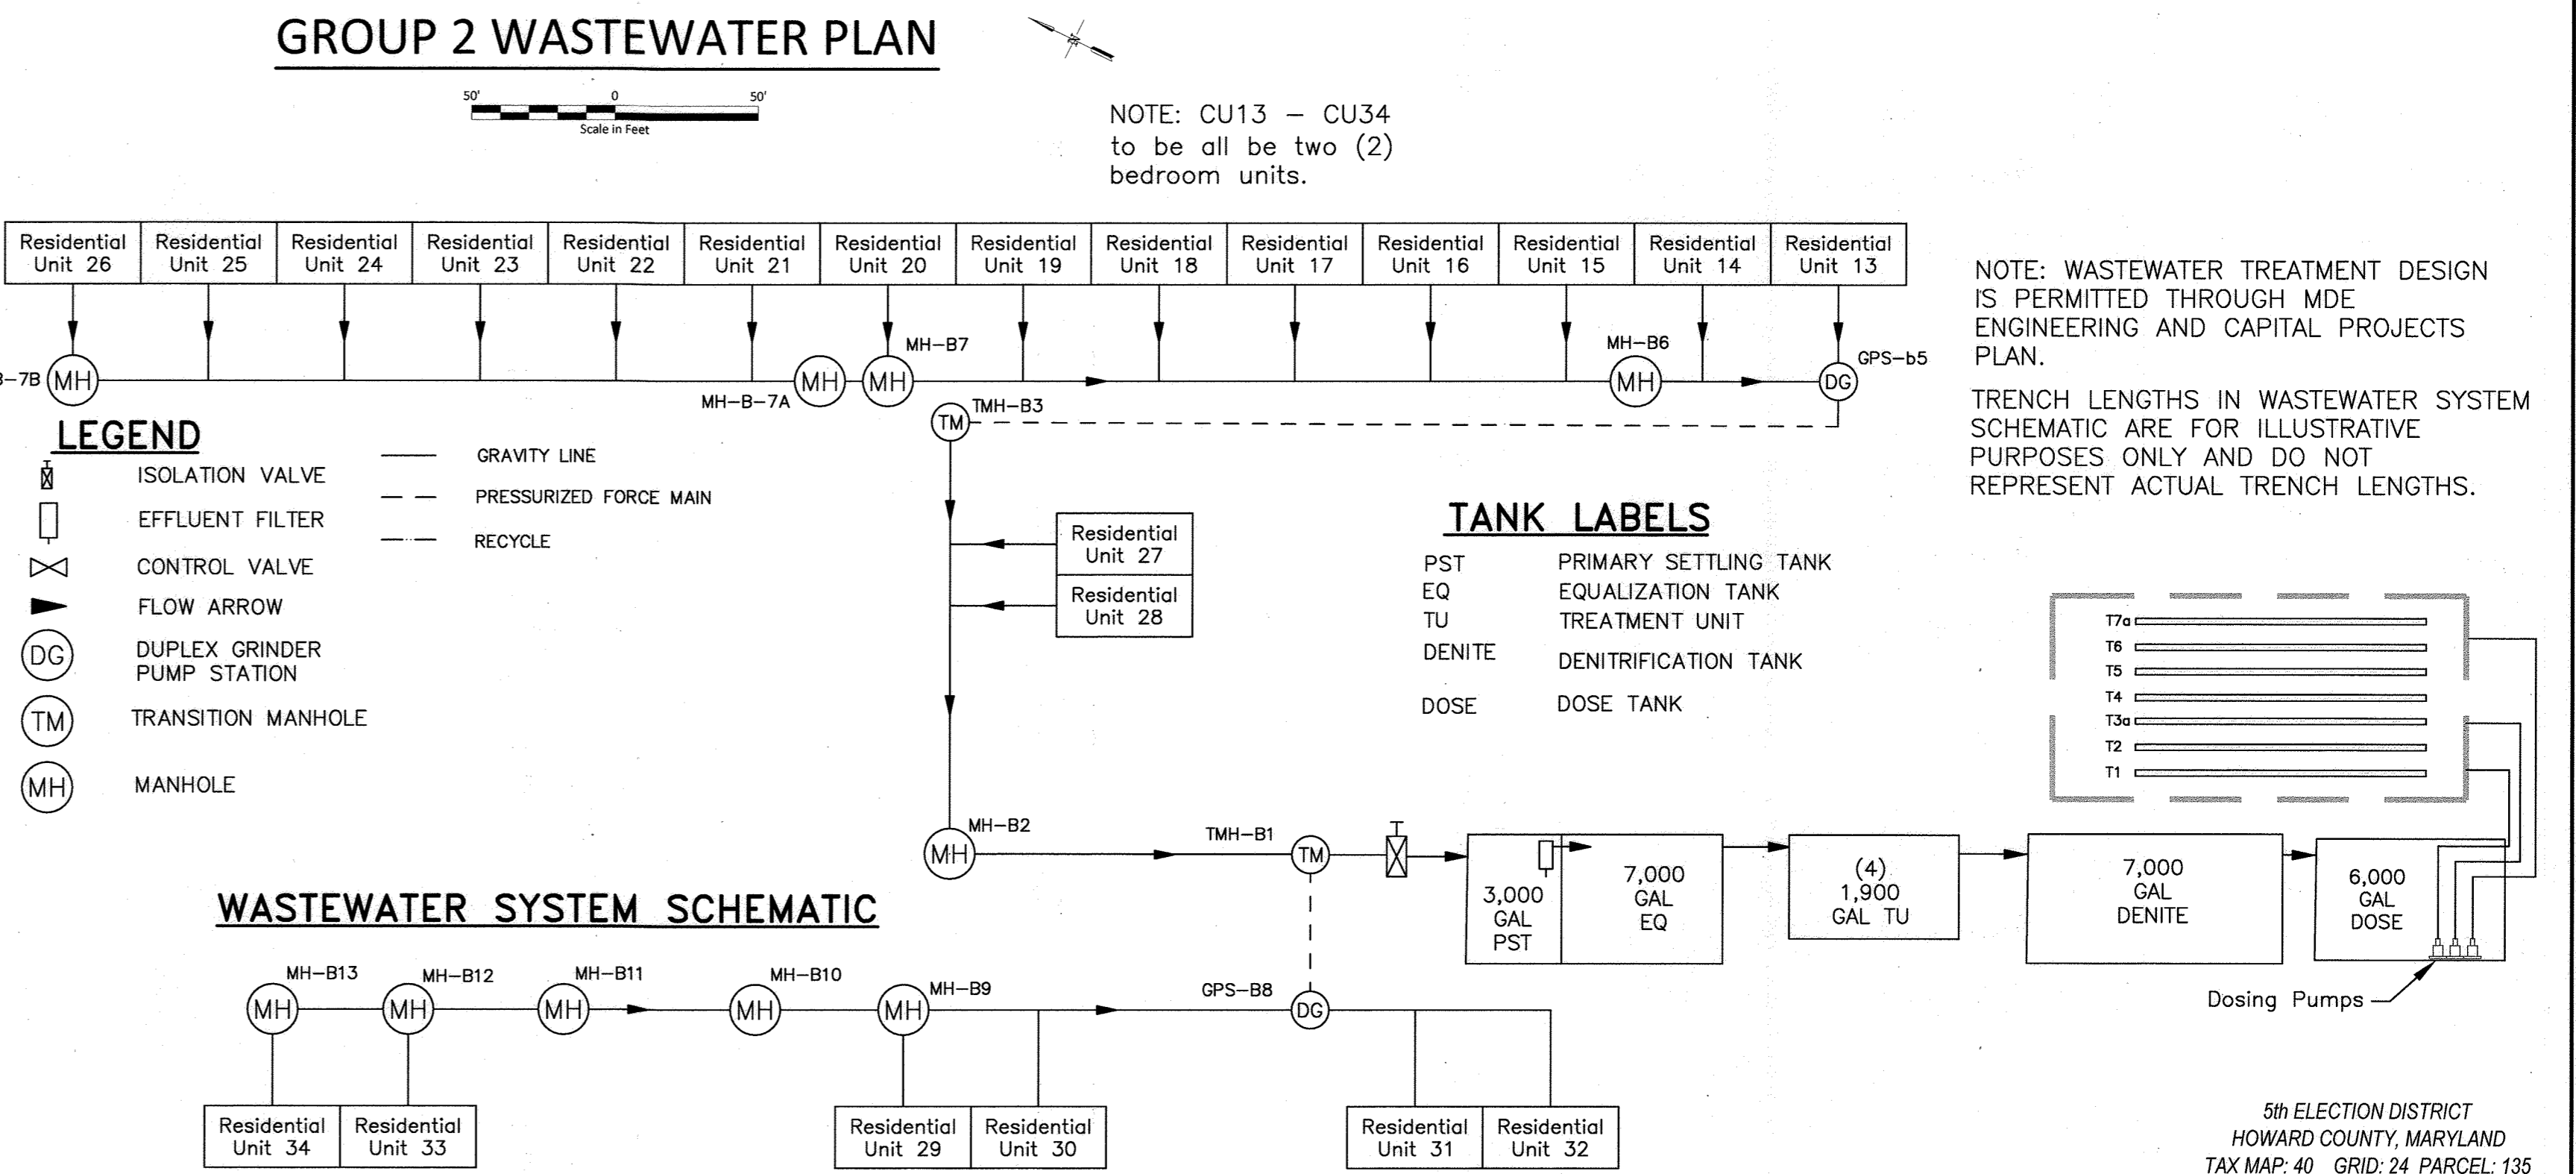 GROUP 2 WASTEWATER PLAN
50'
0
50'
Scale in Feet
NOTE: CU13 – CU34
to be all be two (2)
bedroom units.
Residential
Unit 26
Residential
Unit 25
Residential
Unit 24
Residential
Unit 23
Residential
Unit 22
Residential
Unit 21
Residential
Unit 20
Residential
Unit 19
Residential
Unit 18
Residential
Unit 17
Residential
Unit 16
Residential
Unit 15
Residential
Unit 14
Residential
Unit 13
-7B
MH
MH-B-7A
MH
MH-B7
MH
MH-B6
MH
GPS-b5
DG
TMH-B3
TM
NOTE: WASTEWATER TREATMENT DESIGN
IS PERMITTED THROUGH MDE
ENGINEERING AND CAPITAL PROJECTS
PLAN.
TRENCH LENGTHS IN WASTEWATER SYSTEM
SCHEMATIC ARE FOR ILLUSTRATIVE
PURPOSES ONLY AND DO NOT
REPRESENT ACTUAL TRENCH LENGTHS.
LEGEND
ISOLATION VALVE
EFFLUENT FILTER
CONTROL VALVE
FLOW ARROW
DG
DUPLEX GRINDER
PUMP STATION
TM
TRANSITION MANHOLE
MH
MANHOLE
GRAVITY LINE
PRESSURIZED FORCE MAIN
RECYCLE
Residential
Unit 27
Residential
Unit 28
TANK LABELS
PST PRIMARY SETTLING TANK
EQ EQUALIZATION TANK
TU TREATMENT UNIT
DENITE DENITRIFICATION TANK
DOSE DOSE TANK
T7a
T6
T5
T4
T3a
T2
T1
MH-B2
MH
TMH-B1
TM
3,000
GAL
PST
7,000
GAL
EQ
(4)
1,900
GAL TU
7,000
GAL
DENITE
6,000
GAL
DOSE
Dosing Pumps
WASTEWATER SYSTEM SCHEMATIC
MH-B13
MH
MH-B12
MH
MH-B11
MH
MH-B10
MH
MH-B9
MH
GPS-B8
DG
Residential
Unit 34
Residential
Unit 33
Residential
Unit 29
Residential
Unit 30
Residential
Unit 31
Residential
Unit 32
5th ELECTION DISTRICT
HOWARD COUNTY, MARYLAND
TAX MAP: 40 GRID: 24 PARCEL: 135